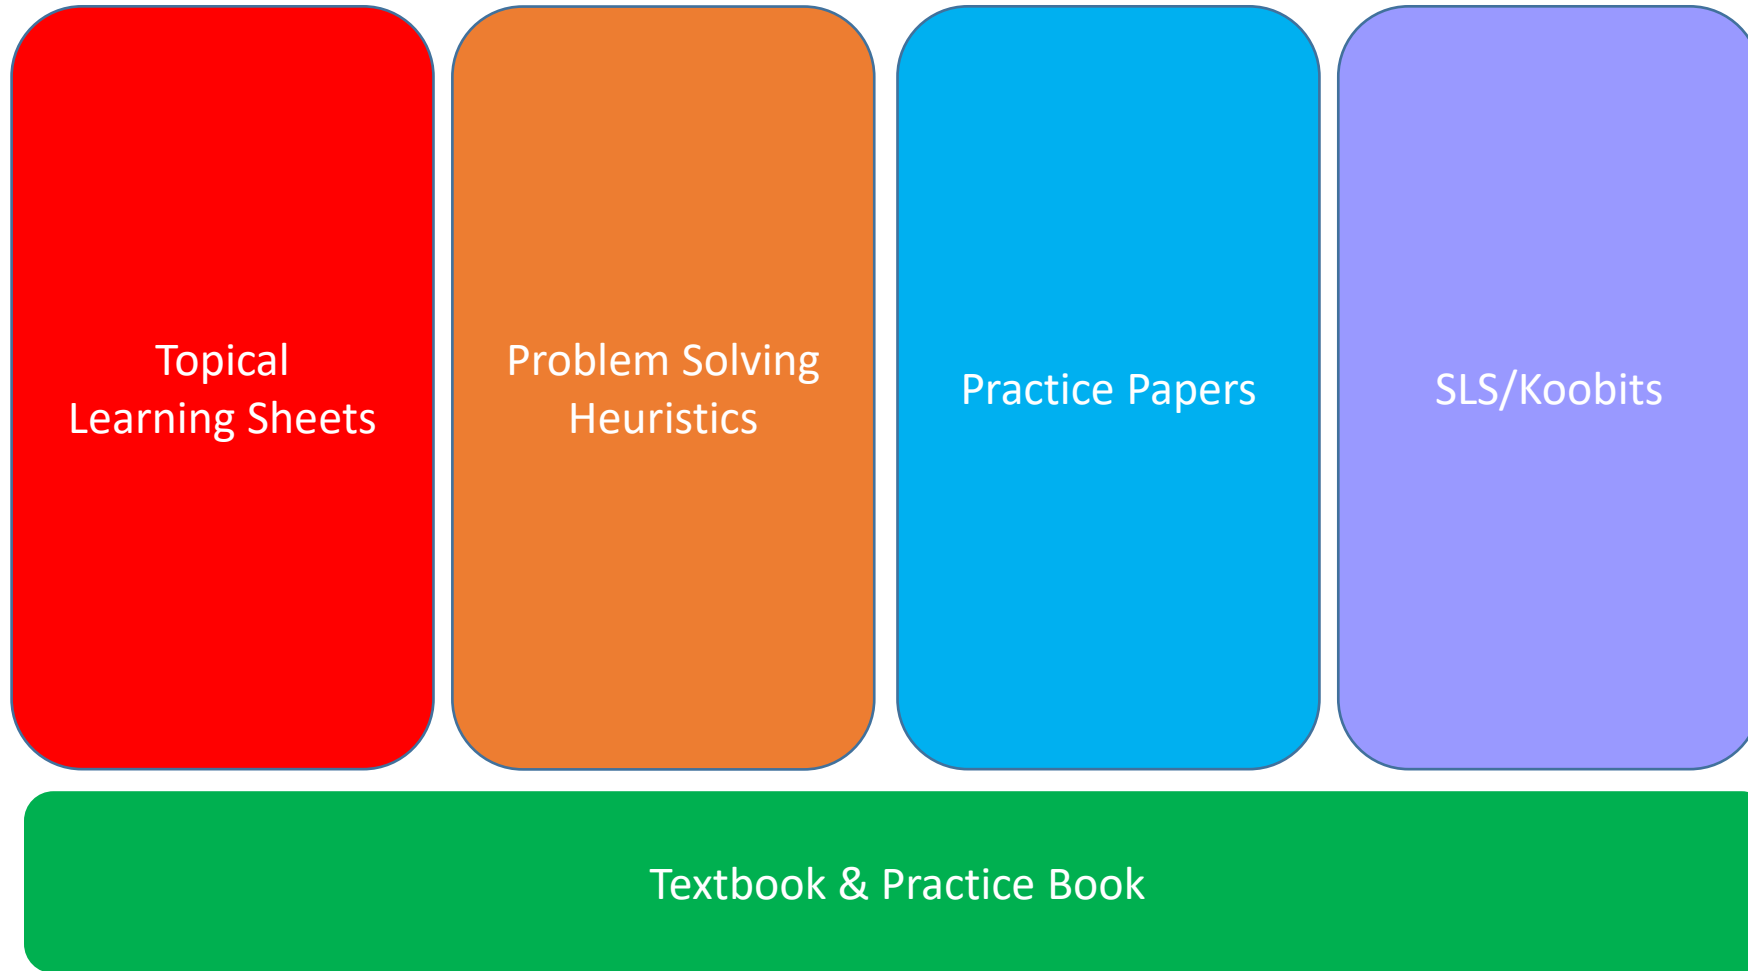 Topical
Learning Sheets
Problem Solving
Heuristics
Practice Papers
SLS/Koobits
Textbook & Practice Book